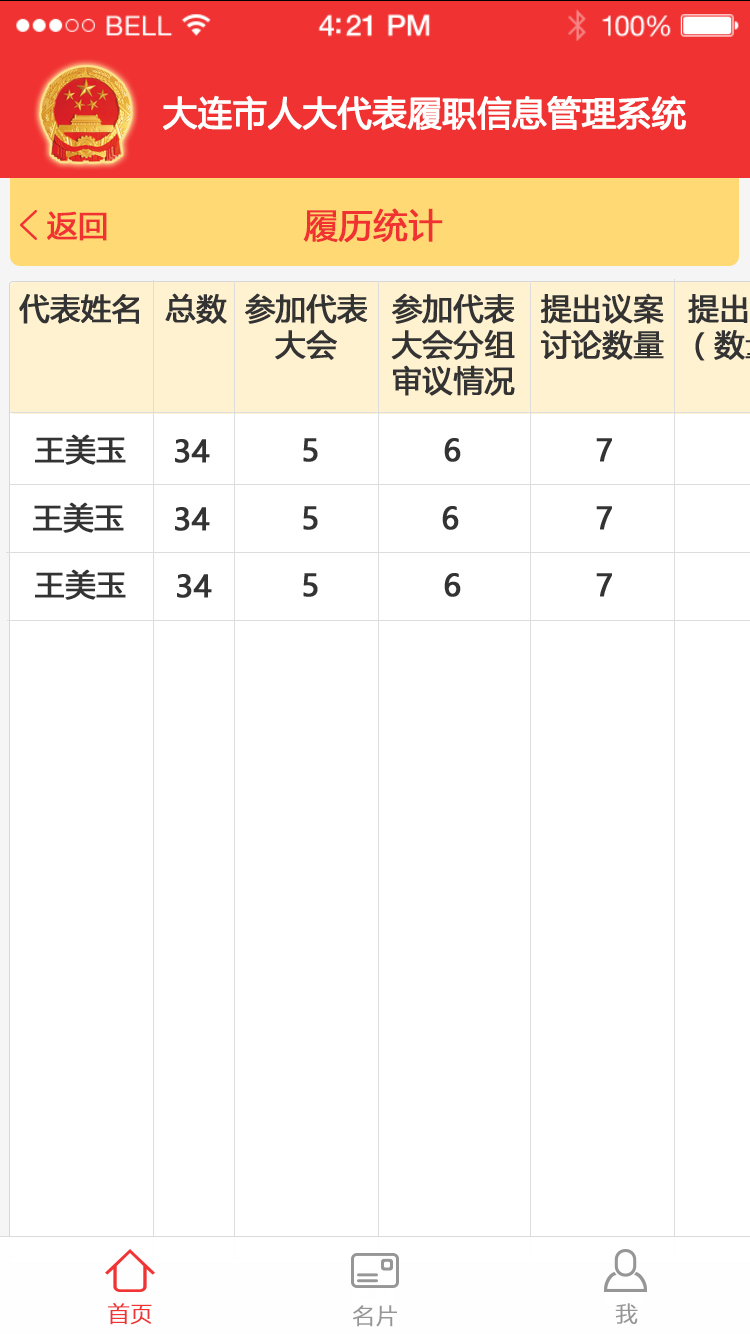 BELL 4:21 PM 100%
大连市人大代表履职信息管理系统
返回 履历统计
代表姓名 总数 参加代表 参加代表 提出议案 提出
大会 大会分组 讨论数量 （数
审议情况
王美玉 34 5 6 7
王美玉 34 5 6 7
王美玉 34 5 6 7
首页 名片 我